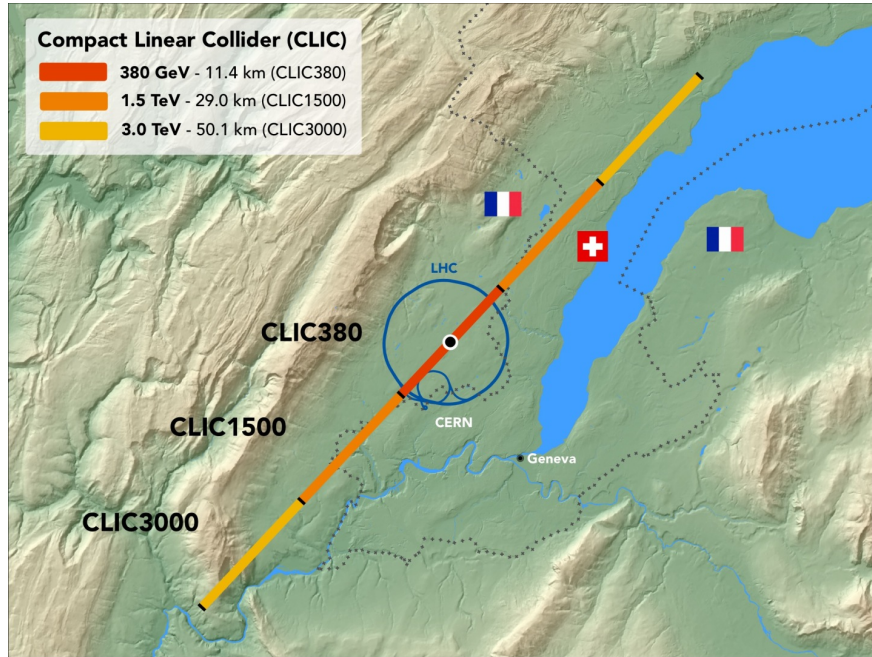 Compact Linear Collider (CLIC)
380 GeV - 11.4 km (CLIC380)
1.5 TeV - 29.0 km (CLIC1500)
3.0 TeV - 50.1 km (CLIC3000)
LHC
CLIC380
CLIC1500
CERN
Geneva
CLIC3000